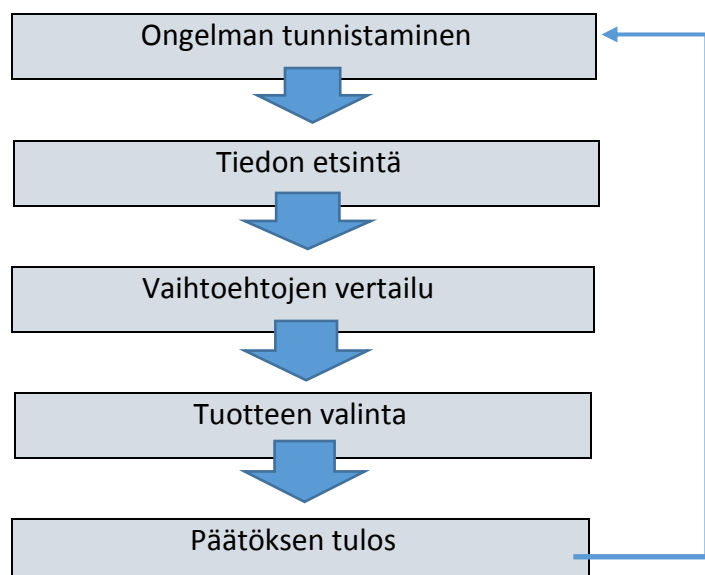 Ongelman tunnistaminen
Tiedon etsintä
Vaihtoehtojen vertailu
Tuotteen valinta
Päätöksen tulos